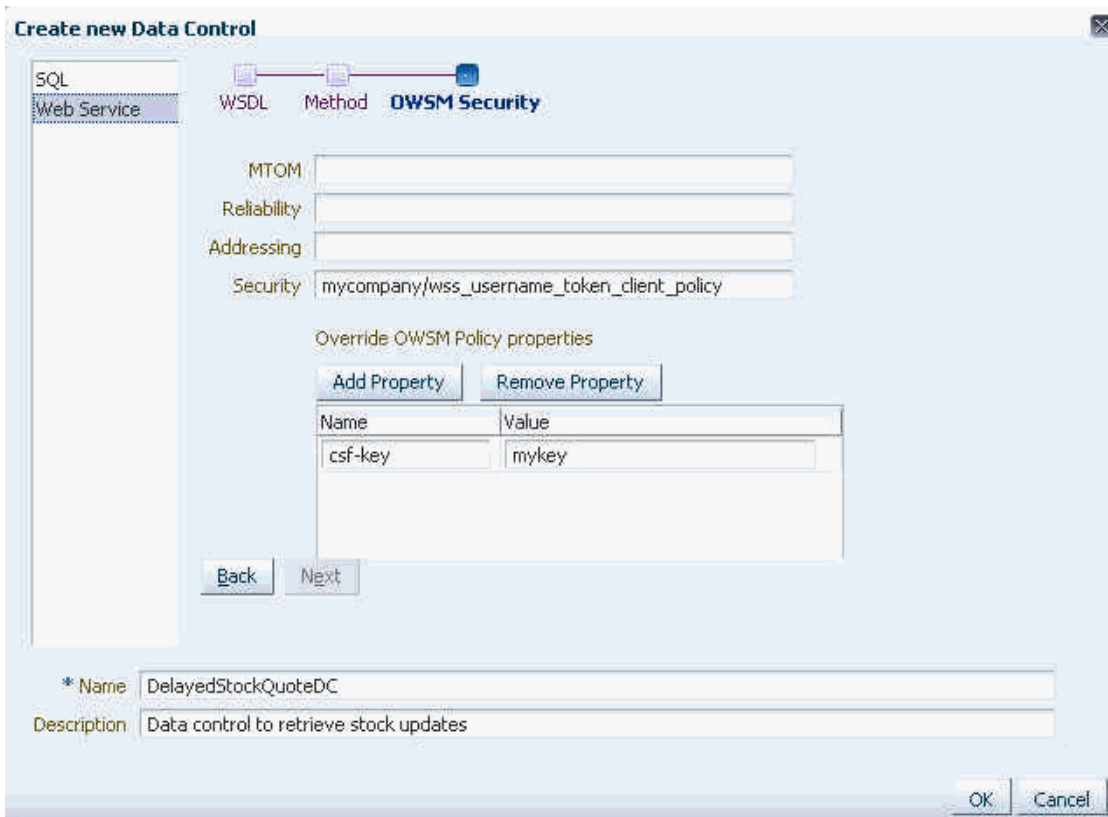 Create new Data Control
SQL
Web Service
WSDL Method OWSM Security
MTOM
Reliability
Addressing
Security mycompany/wss_username_token_client_policy
Override OWSM Policy properties
Add Property Remove Property
Name Value
csf-key mykey
Back Next
* Name DelayedStockQuoteDC
Description Data control to retrieve stock updates
OK Cancel